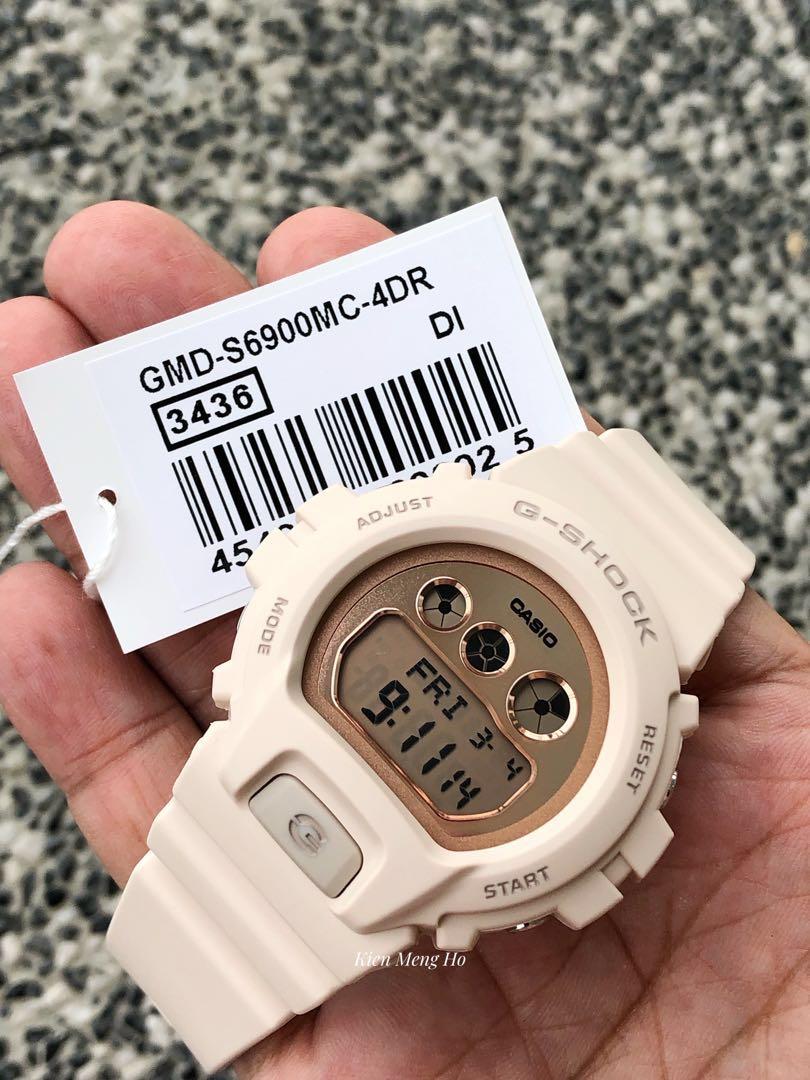 GMD-S6900MC-4DR
DI
3436
ADJUST
G-SHOCK
MODE
CASIO
FRI 3-4
9:11 14
RESET
G
START
Kien Meng Ho